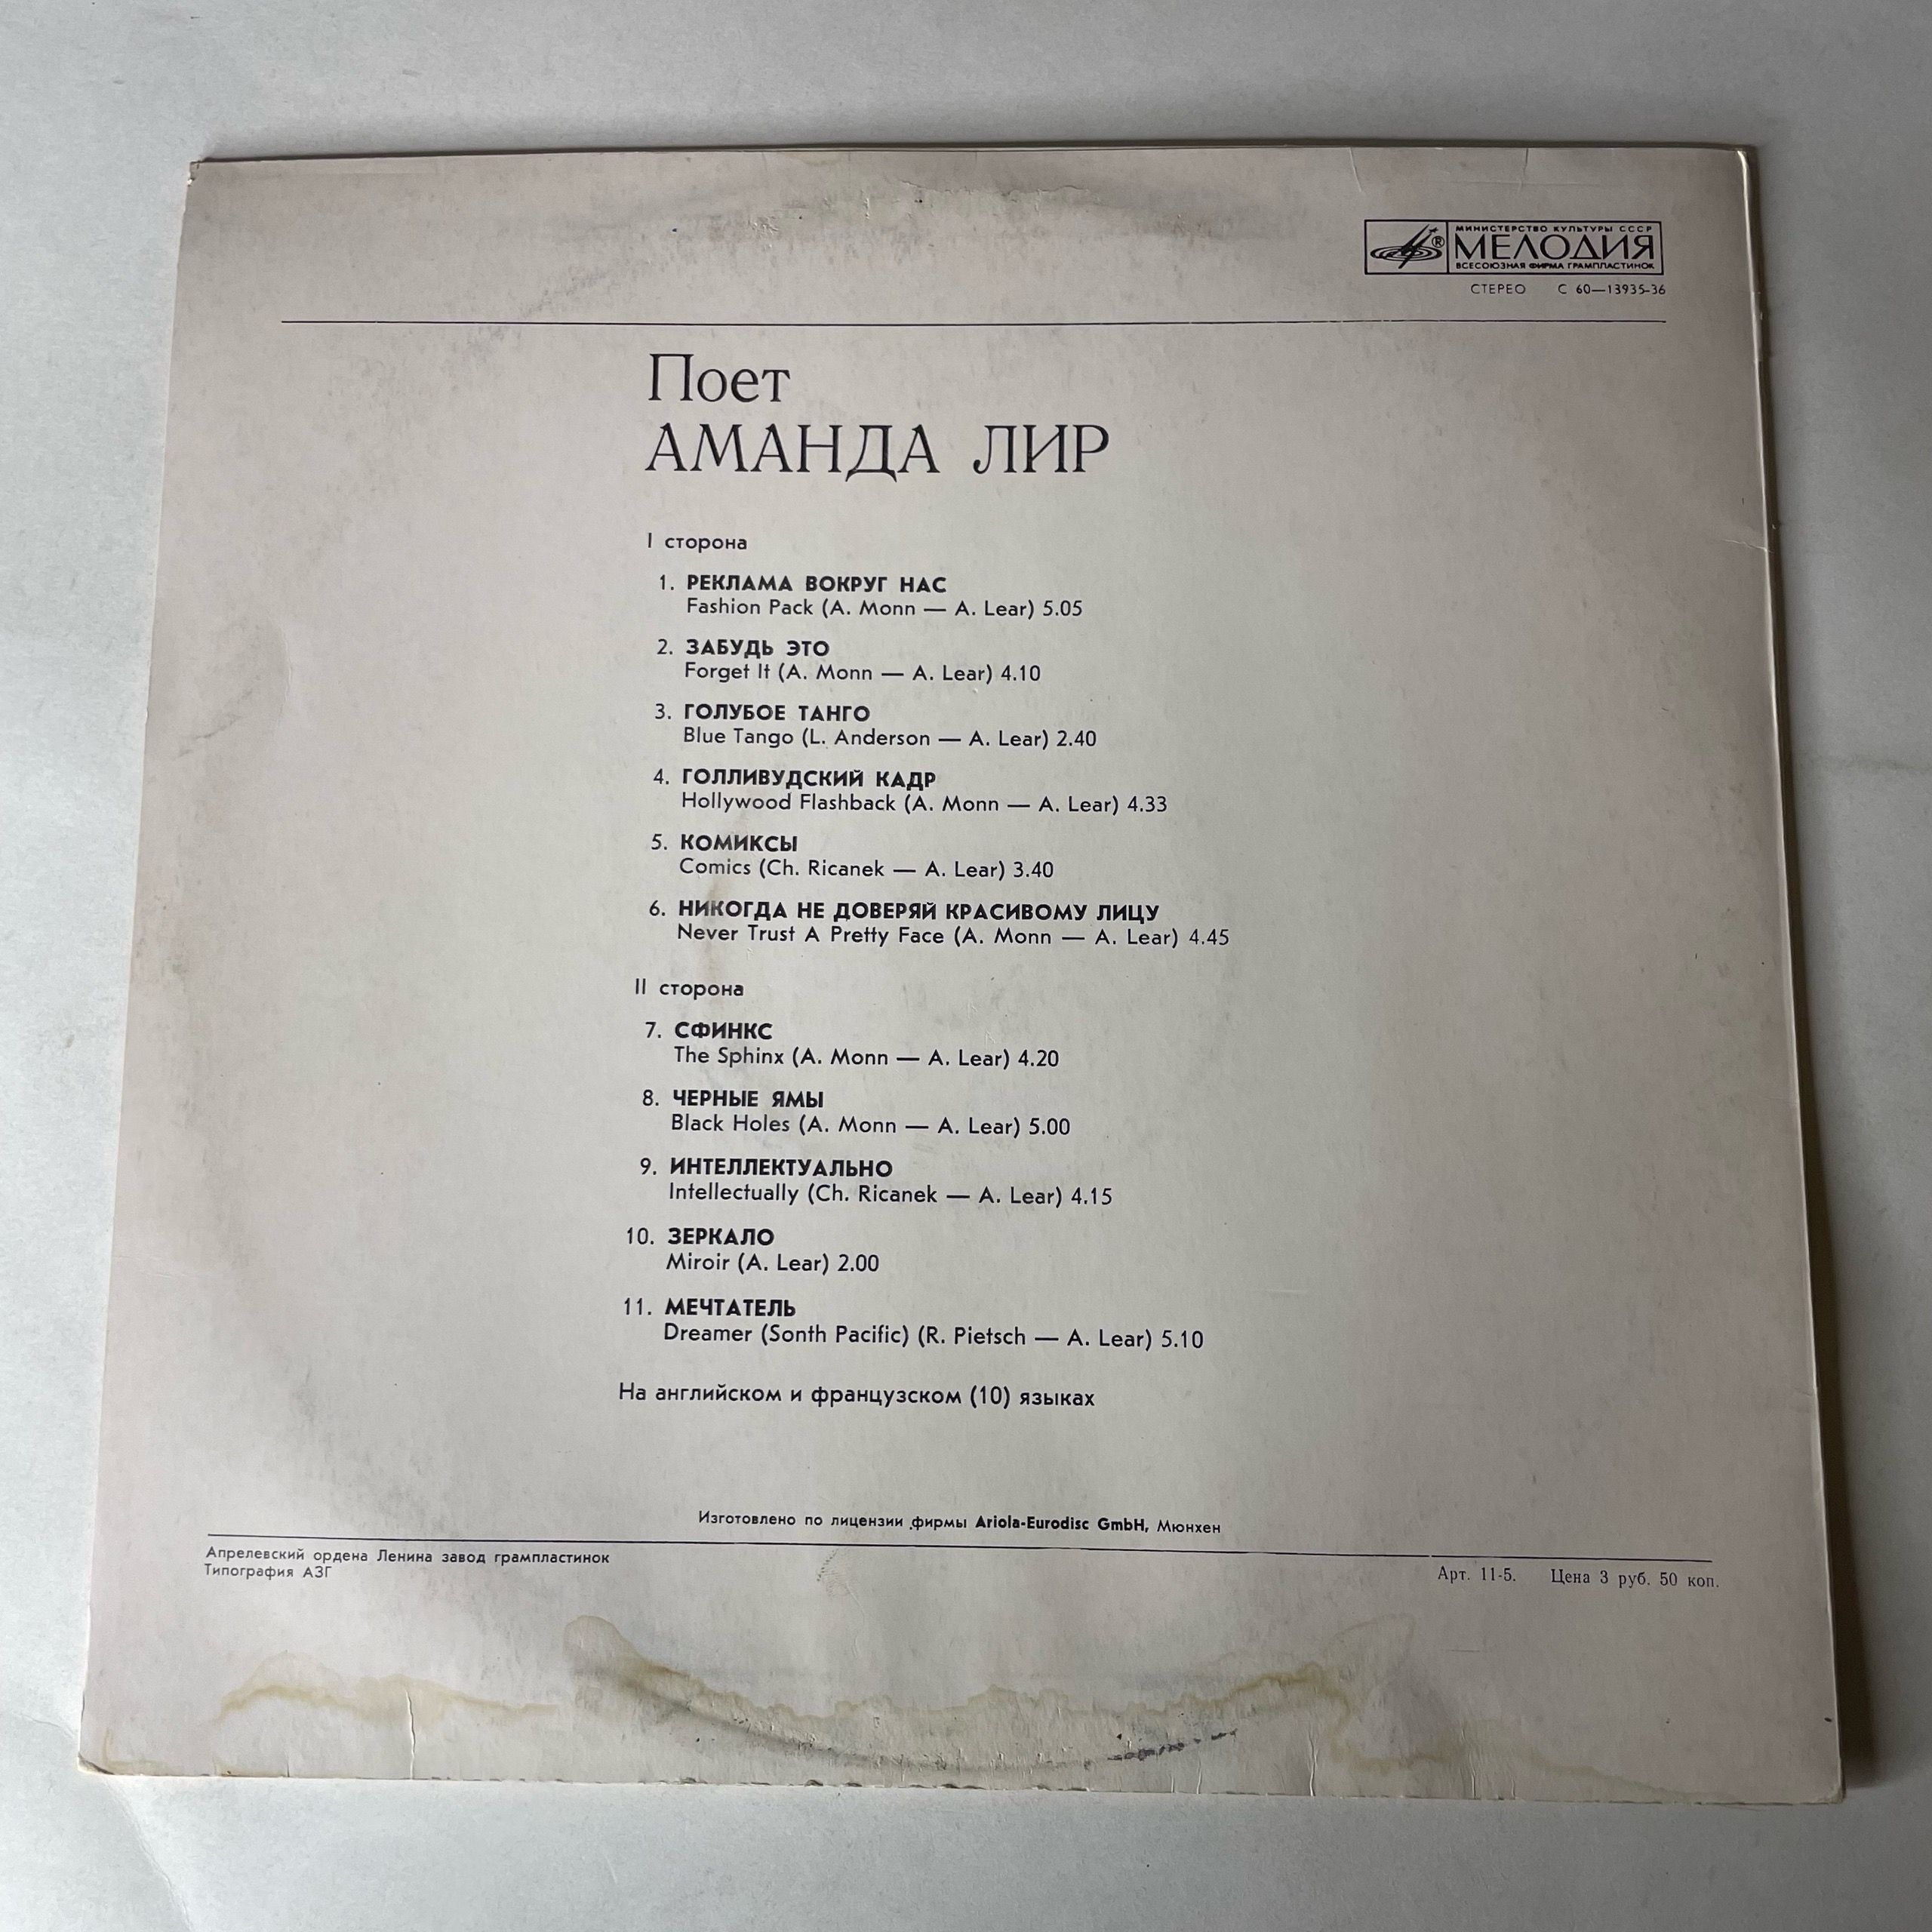 МИНИСТЕРСТВО КУЛЬТУРЫ СССР
МЕЛОДИЯ
ВСЕСОЮЗНАЯ ФИРМА ГРАМПЛАСТИНОК
®
СТЕРЕО С 60—13935-36
Поет
АМАНДА ЛИР
I сторона
1. РЕКЛАМА ВОКРУГ НАС
Fashion Pack (A. Monn — A. Lear) 5.05
2. ЗАБУДЬ ЭТО
Forget It (A. Monn — A. Lear) 4.10
3. ГОЛУБОЕ ТАНГО
Blue Tango (L. Anderson — A. Lear) 2.40
4. ГОЛЛИВУДСКИЙ КАДР
Hollywood Flashback (A. Monn — A. Lear) 4.33
5. КОМИКСЫ
Comics (Ch. Ricanek — A. Lear) 3.40
6. НИКОГДА НЕ ДОВЕРЯЙ КРАСИВОМУ ЛИЦУ
Never Trust A Pretty Face (A. Monn — A. Lear) 4.45
II сторона
7. СФИНКС
The Sphinx (A. Monn — A. Lear) 4.20
8. ЧЕРНЫЕ ЯМЫ
Black Holes (A. Monn — A. Lear) 5.00
9. ИНТЕЛЛЕКТУАЛЬНО
Intellectually (Ch. Ricanek — A. Lear) 4.15
10. ЗЕРКАЛО
Miroir (A. Lear) 2.00
11. МЕЧТАТЕЛЬ
Dreamer (Sonth Pacific) (R. Pietsch — A. Lear) 5.10
На английском и французском (10) языках
Изготовлено по лицензии фирмы Ariola-Eurodisc GmbH, Мюнхен
Апрелевский ордена Ленина завод грампластинок
Типография АЗГ
Арт. 11-5. Цена 3 руб. 50 коп.